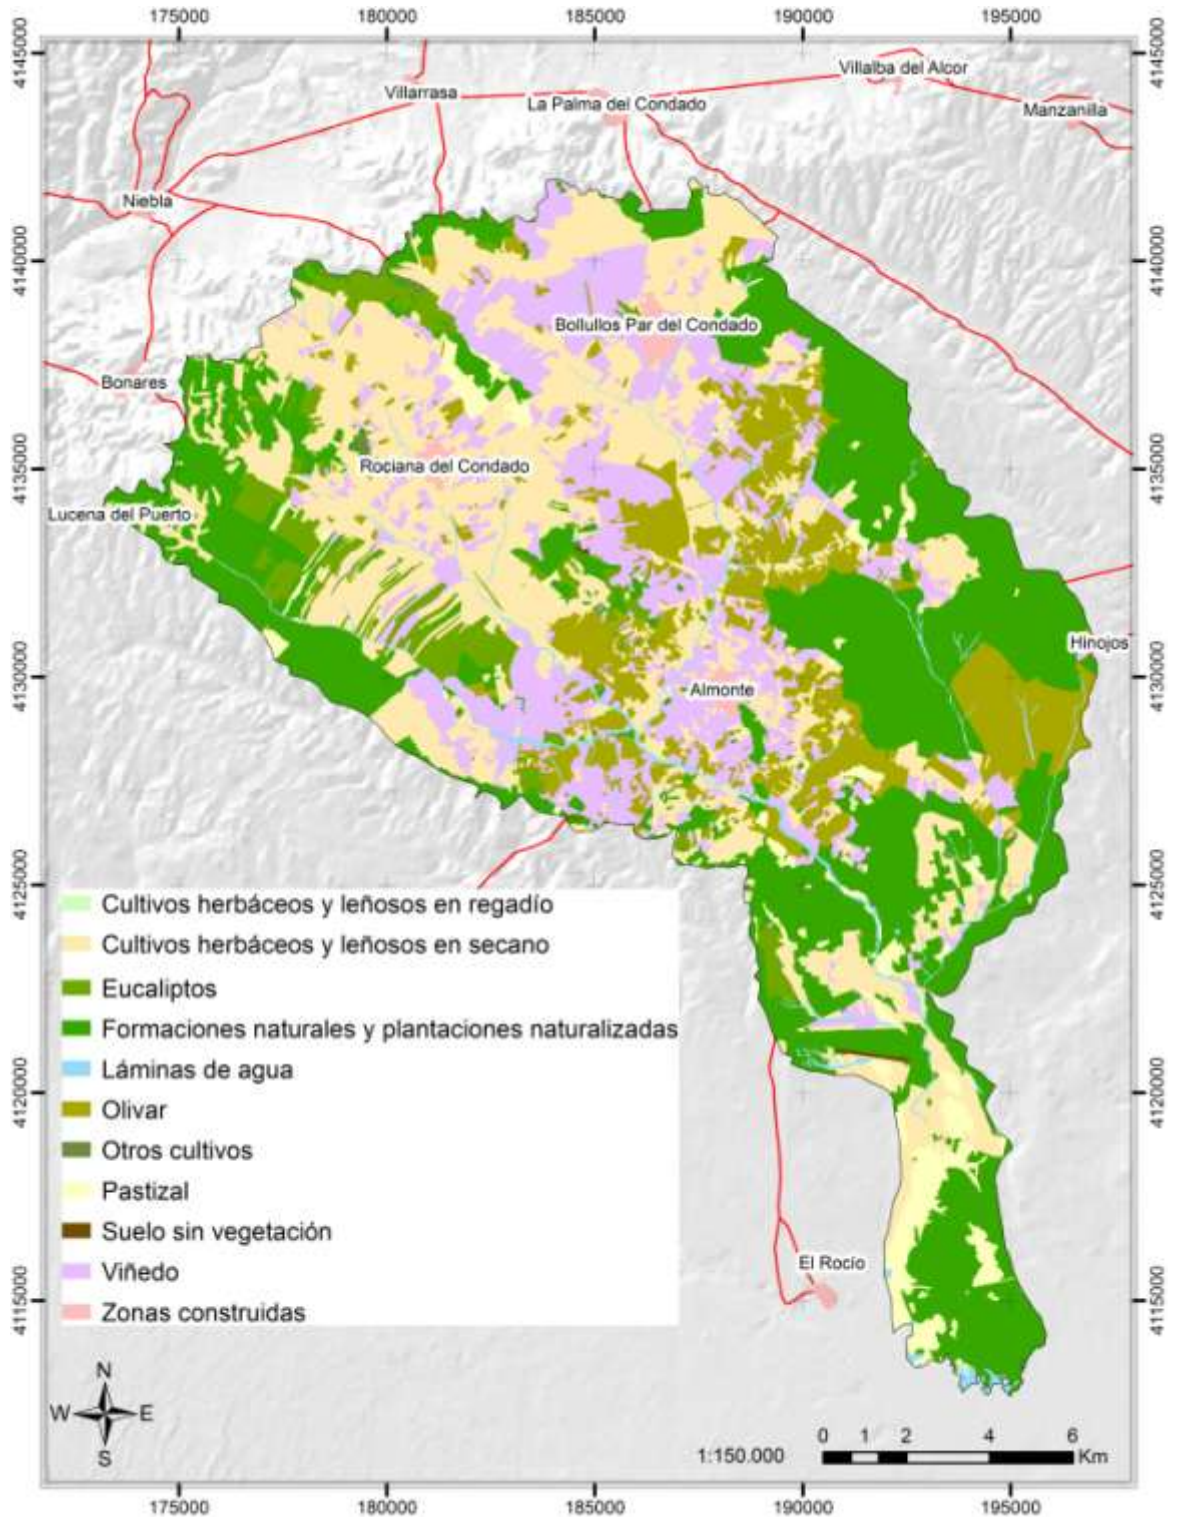 175000 180000 185000 190000 195000
4145000 4145000
Villalba del Alcor
Villarrasa
La Palma del Condado
Manzanilla
Niebla
4140000 4140000
Bollullos Par del Condado
Bonares
4135000 4135000
Rociana del Condado
Lucena del Puerto
Hinojos
4130000 4130000
Almonte
4125000 4125000
Cultivos herbáceos y leñosos en regadío
Cultivos herbáceos y leñosos en secano
Eucaliptos
Formaciones naturales y plantaciones naturalizadas
Láminas de agua
4120000 4120000
Olivar
Otros cultivos
Pastizal
Suelo sin vegetación
Viñedo
El Rocío
Zonas construidas
4115000 4115000
N
W E
S
0 1 2 4 6
1:150.000 Km
175000 180000 185000 190000 195000